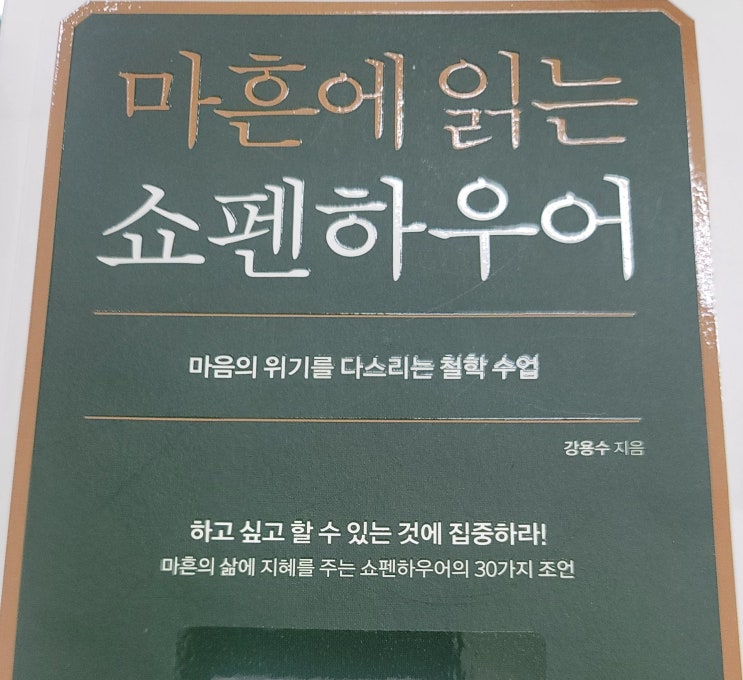 마흔에 읽는
쇼펜하우어
마음의 위기를 다스리는 철학 수업
강용수 지음
하고 싶고 할 수 있는 것에 집중하라!
마흔의 삶에 지혜를 주는 쇼펜하우어의 30가지 조언